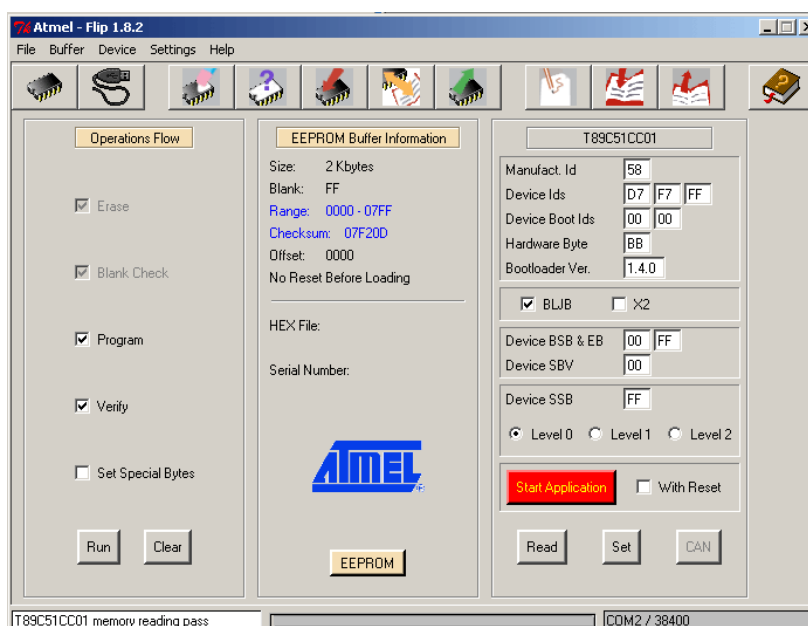 Atmel - Flip 1.8.2
File Buffer Device Settings Help
Operations Flow
Erase
Blank Check
Program
Verify
Set Special Bytes
Run Clear
EEPROM Buffer Information
Size: 2 Kbytes
Blank: FF
Range: 0000 - 07FF
Checksum: 07F20D
Offset: 0000
No Reset Before Loading
HEX File:
Serial Number:
ATMEL
EEPROM
T89C51CC01
Manufact. Id 58
Device Ids D7 F7 FF
Device Boot Ids 00 00
Hardware Byte BB
Bootloader Ver. 1.4.0
BLJB X2
Device BSB & EB 00 FF
Device SBV 00
Device SSB FF
Level 0 Level 1 Level 2
Start Application With Reset
Read Set CAN
T89C51CC01 memory reading pass COM2 / 38400